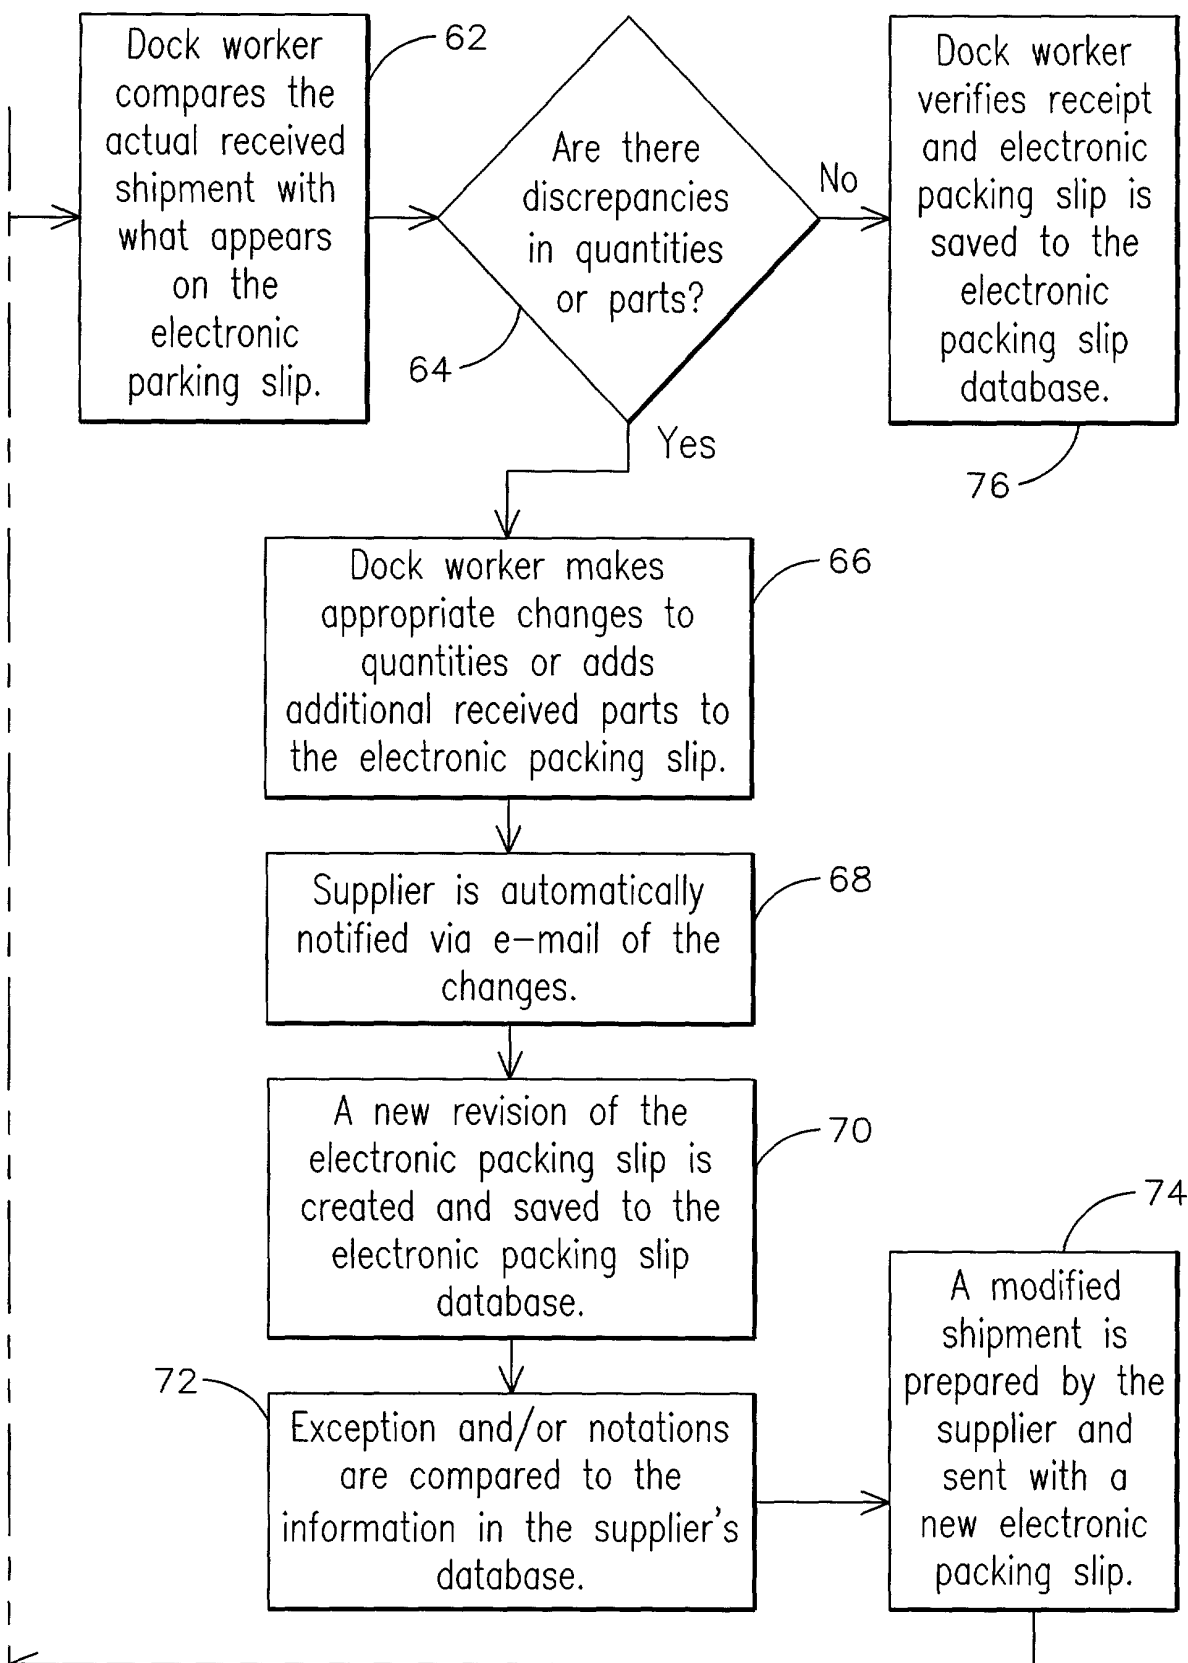 Dock worker
compares the
actual received
shipment with
what appears
on the
electronic
parking slip.
62
Are there
discrepancies
in quantities
or parts?
64
No
Dock worker
verifies receipt
and electronic
packing slip is
saved to the
electronic
packing slip
database.
76
Yes
Dock worker makes
appropriate changes to
quantities or adds
additional received parts to
the electronic packing slip.
66
Supplier is automatically
notified via e-mail of the
changes.
68
A new revision of the
electronic packing slip is
created and saved to the
electronic packing slip
database.
70
72
Exception and/or notations
are compared to the
information in the supplier's
database.
74
A modified
shipment is
prepared by the
supplier and
sent with a
new electronic
packing slip.